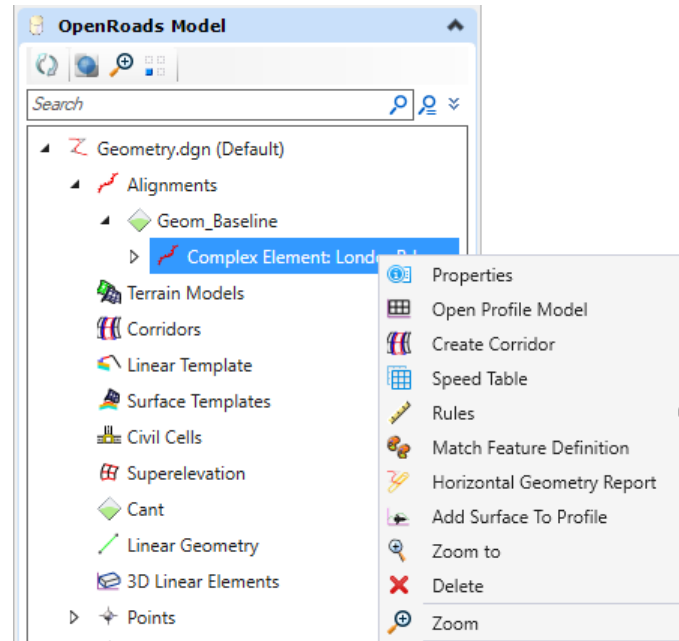 OpenRoads Model
Search
Geometry.dgn (Default)
Alignments
Geom_Baseline
Complex Element:
Terrain Models
Corridors
Linear Template
Surface Templates
Civil Cells
Superelevation
Cant
Linear Geometry
3D Linear Elements
Points
Properties
Open Profile Model
Create Corridor
Speed Table
Rules
Match Feature Definition
Horizontal Geometry Report
Add Surface To Profile
Zoom to
Delete
Zoom